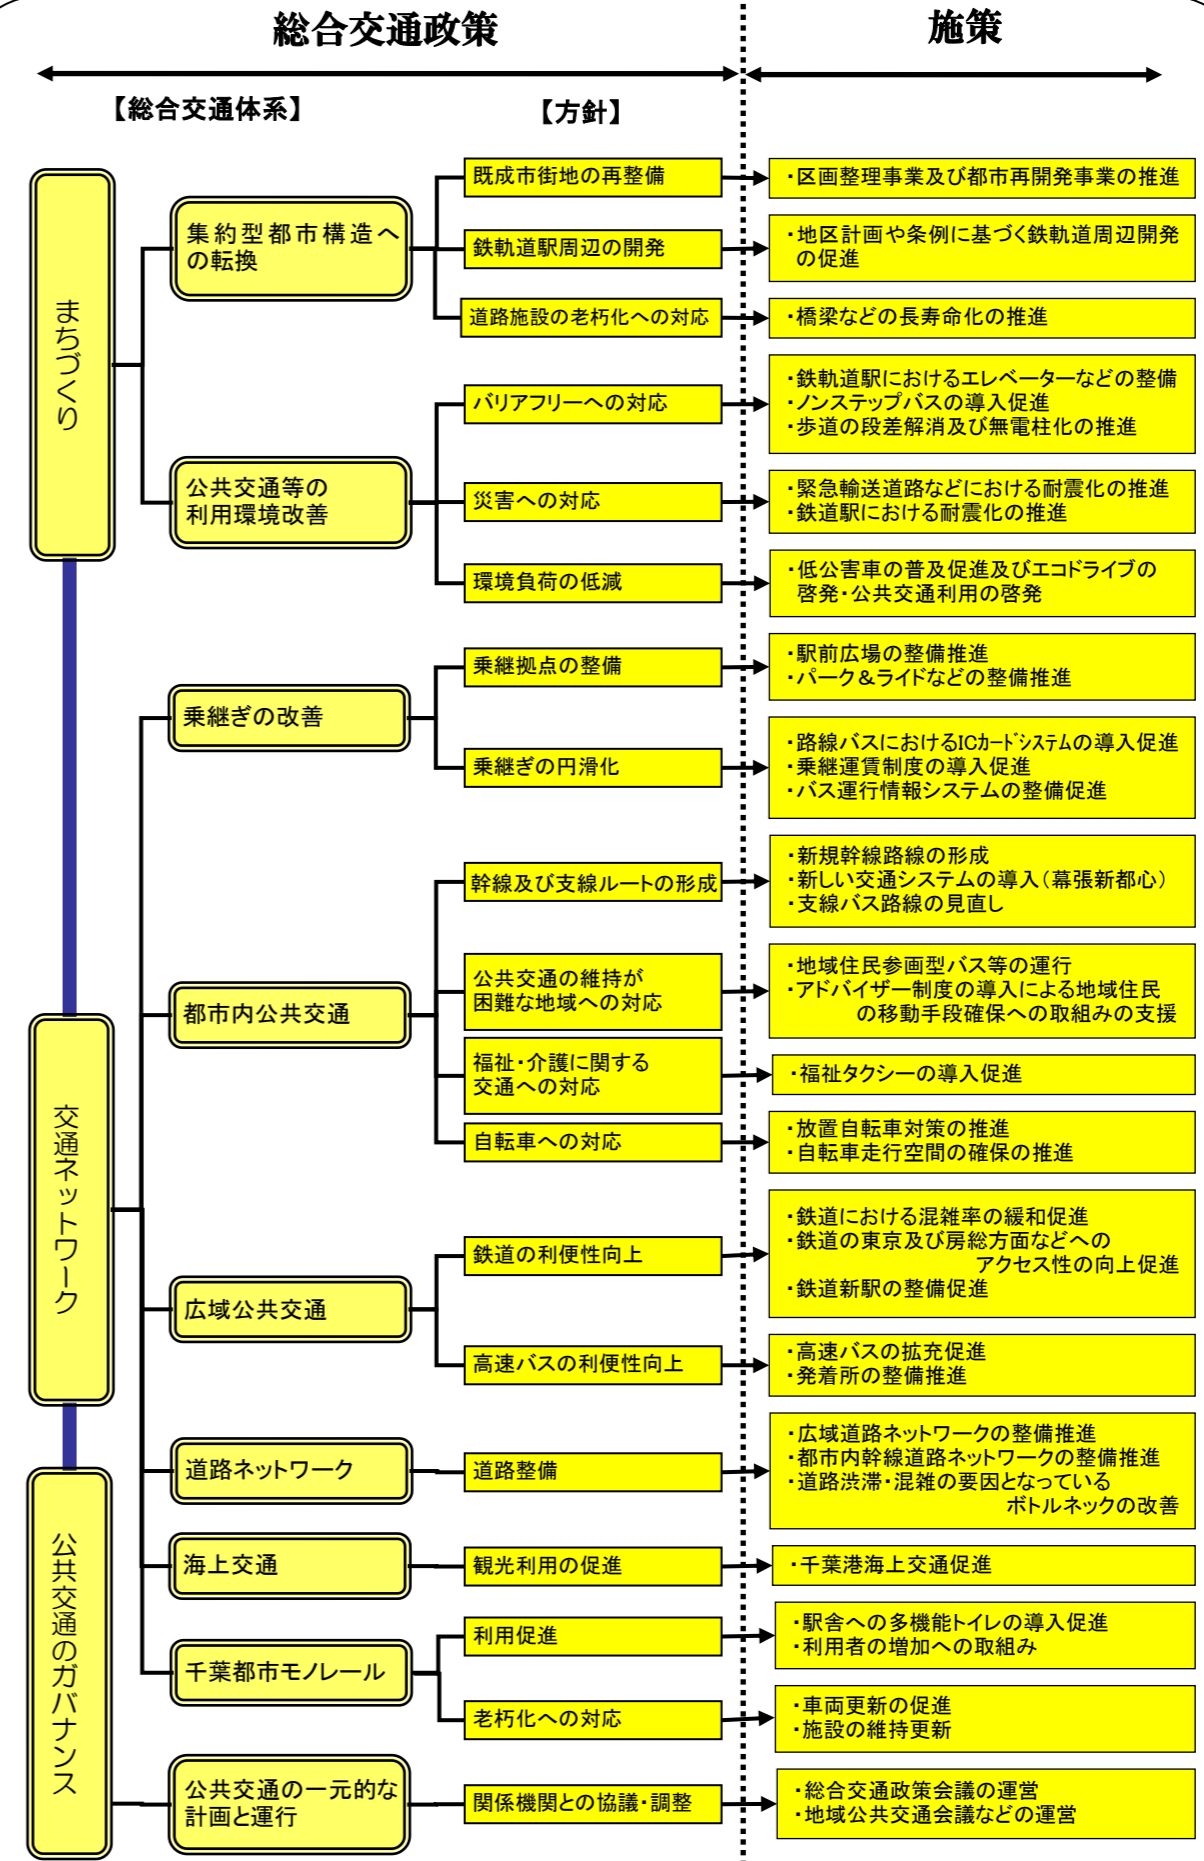 総合交通政策
施策
【総合交通体系】
【方針】
まちづくり
集約型都市構造へ
の転換
既成市街地の再整備
・区画整理事業及び都市再開発事業の推進
鉄軌道駅周辺の開発
・地区計画や条例に基づく鉄軌道周辺開発
の促進
道路施設の老朽化への対応
・橋梁などの長寿命化の推進
公共交通等の
利用環境改善
バリアフリーへの対応
・鉄軌道駅におけるエレベーターなどの整備
・ノンステップバスの導入促進
・歩道の段差解消及び無電柱化の推進
災害への対応
・緊急輸送道路などにおける耐震化の推進
・鉄道駅における耐震化の推進
環境負荷の低減
・低公害車の普及促進及びエコドライブの
啓発・公共交通利用の啓発
交通ネットワーク
乗継ぎの改善
乗継拠点の整備
・駅前広場の整備推進
・パーク＆ライドなどの整備推進
乗継ぎの円滑化
・路線バスにおけるICｶｰﾄﾞｼｽﾃﾑの導入促進
・乗継運賃制度の導入促進
・バス運行情報システムの整備促進
都市内公共交通
幹線及び支線ルートの形成
・新規幹線路線の形成
・新しい交通システムの導入（幕張新都心）
・支線バス路線の見直し
公共交通の維持が
困難な地域への対応
・地域住民参画型バス等の運行
・アドバイザー制度の導入による地域住民
の移動手段確保への取組みの支援
福祉・介護に関する
交通への対応
・福祉タクシーの導入促進
自転車への対応
・放置自転車対策の推進
・自転車走行空間の確保の推進
広域公共交通
鉄道の利便性向上
・鉄道における混雑率の緩和促進
・鉄道の東京及び房総方面などへの
アクセス性の向上促進
・鉄道新駅の整備促進
高速バスの利便性向上
・高速バスの拡充促進
・発着所の整備推進
道路ネットワーク
道路整備
・広域道路ネットワークの整備推進
・都市内幹線道路ネットワークの整備推進
・道路渋滞・混雑の要因となっている
ボトルネックの改善
海上交通
観光利用の促進
・千葉港海上交通促進
千葉都市モノレール
利用促進
・駅舎への多機能トイレの導入促進
・利用者の増加への取組み
老朽化への対応
・車両更新の促進
・施設の維持更新
公共交通のガバナンス
公共交通の一元的な
計画と運行
関係機関との協議・調整
・総合交通政策会議の運営
・地域公共交通会議などの運営